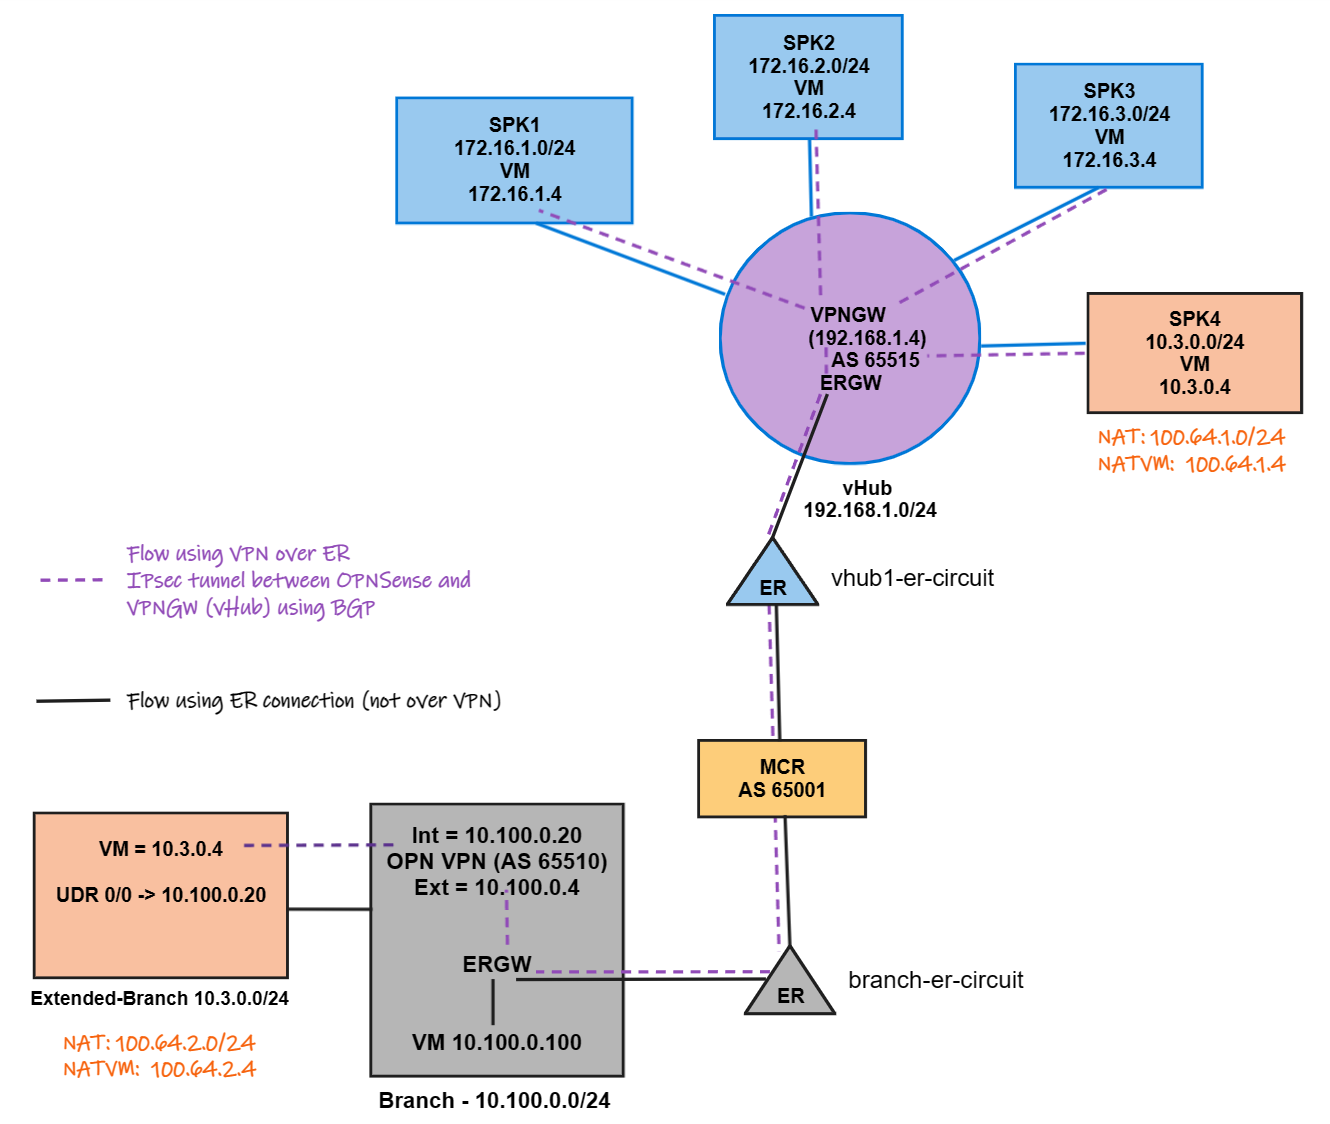 SPK2
172.16.2.0/24
VM
172.16.2.4
SPK3
172.16.3.0/24
VM
172.16.3.4
SPK1
172.16.1.0/24
VM
172.16.1.4
VPNGW
(192.168.1.4)
AS 65515
ERGW
SPK4
10.3.0.0/24
VM
10.3.0.4
NAT: 100.64.1.0/24
NATVM: 100.64.1.4
vHub
192.168.1.0/24
Flow using VPN over ER
IPsec tunnel between OPNSense and
VPNGW (vHub) using BGP
ER
vhub1-er-circuit
Flow using ER connection (not over VPN)
MCR
AS 65001
VM = 10.3.0.4
UDR 0/0 -> 10.100.0.20
Extended-Branch 10.3.0.0/24
NAT: 100.64.2.0/24
NATVM: 100.64.2.4
Int = 10.100.0.20
OPN VPN (AS 65510)
Ext = 10.100.0.4
ERGW
VM 10.100.0.100
Branch - 10.100.0.0/24
ER
branch-er-circuit